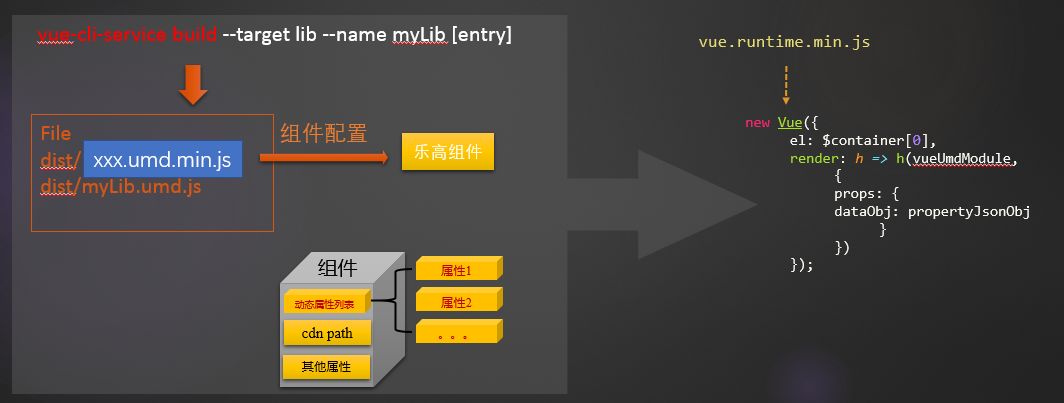 vue-cli-service build --target lib --name myLib [entry]
File
dist/
xxx.umd.min.js
dist/myLib.umd.js
组件配置
乐高组件
组件
动态属性列表
cdn path
其他属性
属性1
属性2
。。。
vue.runtime.min.js
new Vue({
el: $container[0],
render: h => h(vueUmdModule,
{
props: {
dataObj: propertyJsonObj
}
})
});